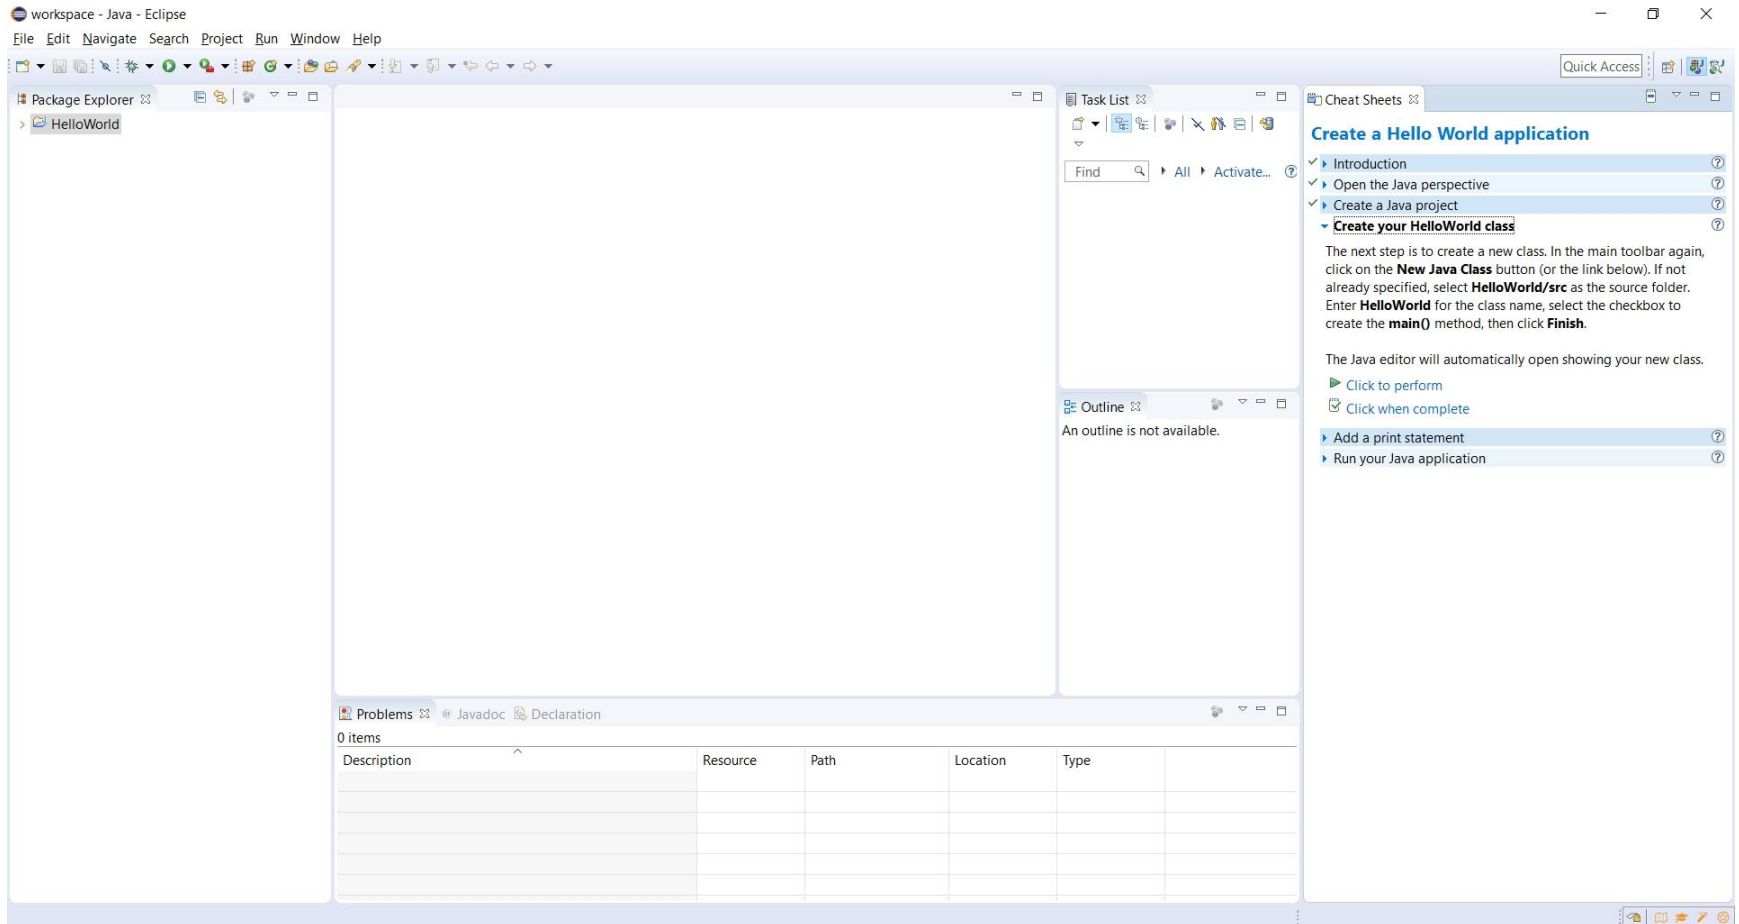 workspace - Java - Eclipse
File Edit Navigate Search Project Run Window Help
Quick Access
Package Explorer
HelloWorld
Task List
Find All Activate...
Outline
An outline is not available.
Problems Javadoc Declaration
0 items
Description Resource Path Location Type
Cheat Sheets
Create a Hello World application
Introduction
Open the Java perspective
Create a Java project
Create your HelloWorld class
The next step is to create a new class. In the main toolbar again,
click on the New Java Class button (or the link below). If not
already specified, select HelloWorld/src as the source folder.
Enter HelloWorld for the class name, select the checkbox to
create the main() method, then click Finish.
The Java editor will automatically open showing your new class.
Click to perform
Click when complete
Add a print statement
Run your Java application